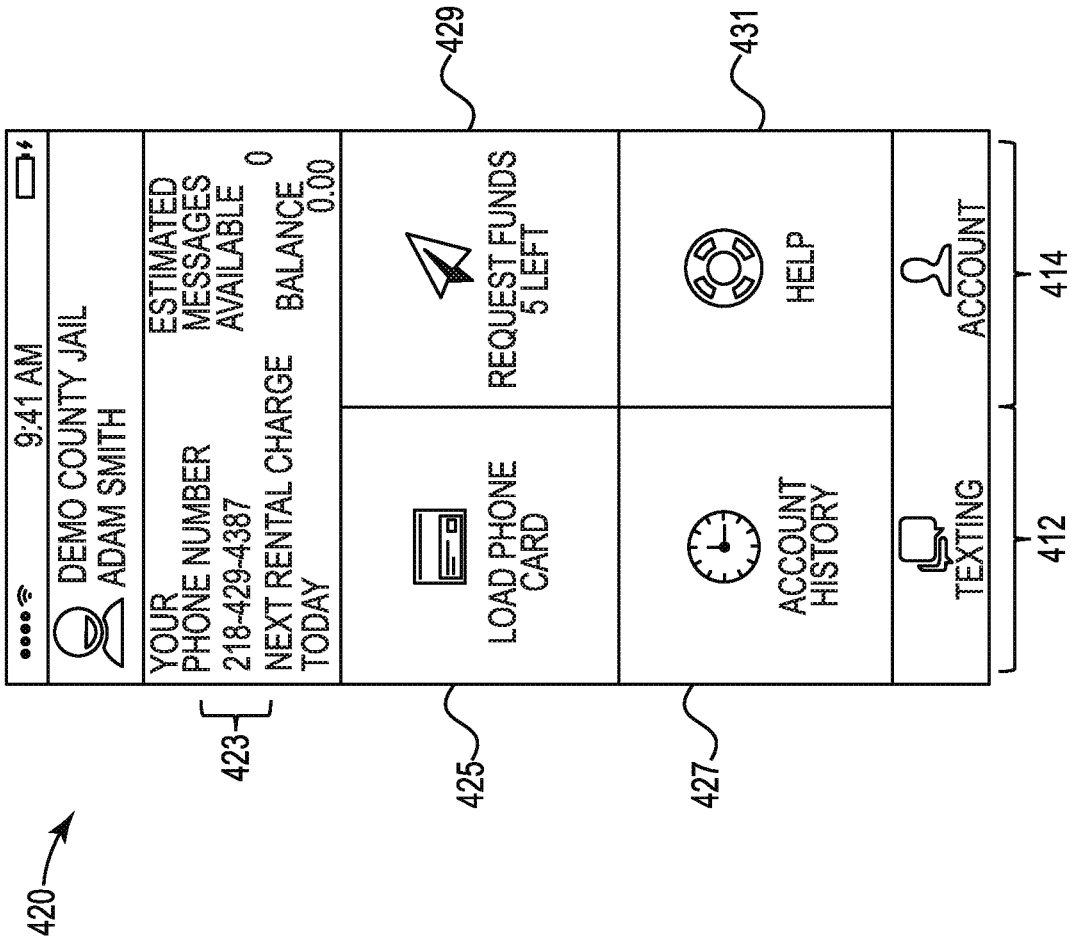 420
9:41 AM
DEMO COUNTY JAIL
ADAM SMITH
YOUR
PHONE NUMBER
218-429-4387
NEXT RENTAL CHARGE
TODAY
ESTIMATED
MESSAGES
AVAILABLE
0
BALANCE
0.00
423
LOAD PHONE
CARD
425
REQUEST FUNDS
5 LEFT
429
ACCOUNT
HISTORY
427
HELP
431
TEXTING
ACCOUNT
412
414